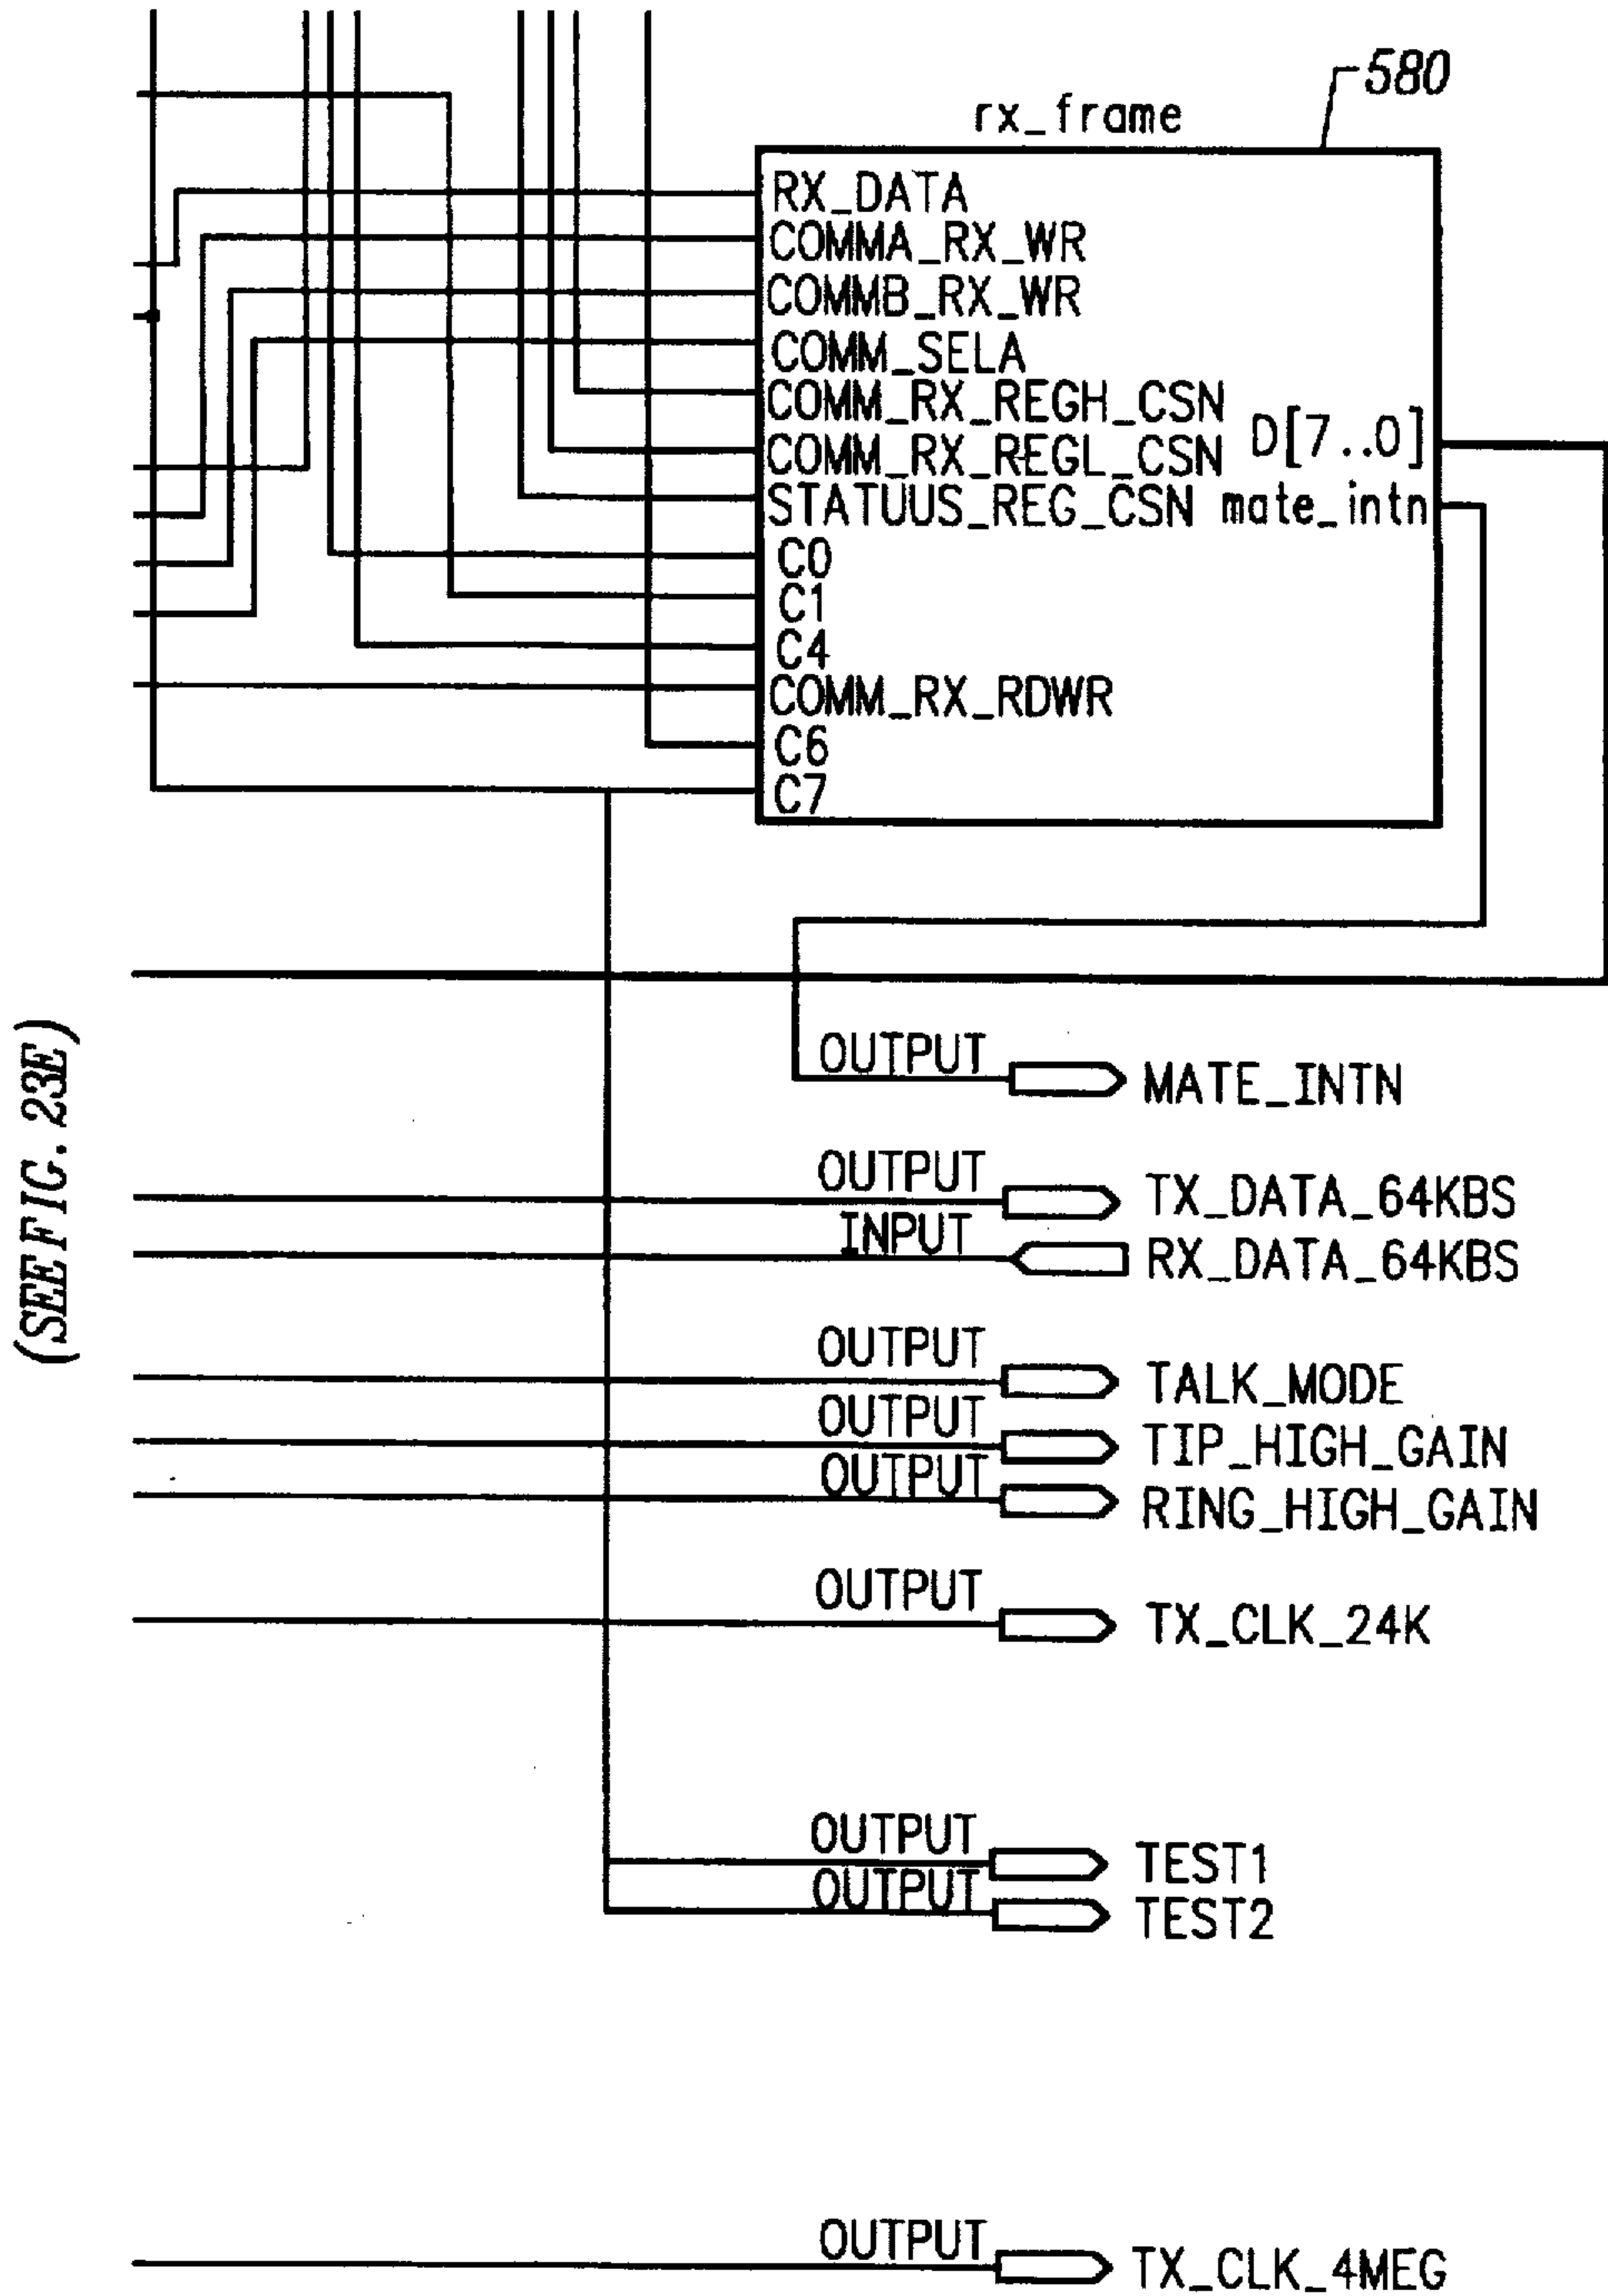 580
rx_frame
RX_DATA
COMMA_RX_WR
COMMB_RX_WR
COMM_SELA
COMM_RX_REGH_CSN
COMM_RX_REGL_CSN
D[7..0]
STATUUS_REG_CSN
mate_intn
C0
C1
C4
COMM_RX_RDWR
C6
C7
(SEE FIG. 23E)
OUTPUT MATE_INTN
OUTPUT TX_DATA_64KBS
INPUT RX_DATA_64KBS
OUTPUT TALK_MODE
OUTPUT TIP_HIGH_GAIN
OUTPUT RING_HIGH_GAIN
OUTPUT TX_CLK_24K
OUTPUT TEST1
OUTPUT TEST2
OUTPUT TX_CLK_4MEG